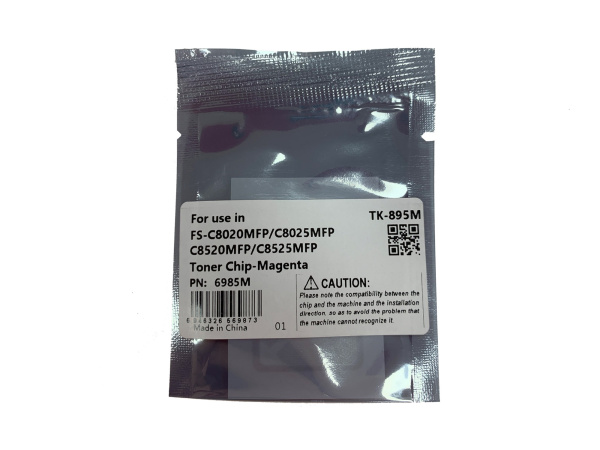 For use in TK-895M
FS-C8020MFP/C8025MFP
C8520MFP/C8525MFP
Toner Chip-Magenta
PN: 6985M
Made in China 01
CAUTION:
Please note the compatibility between the
chip and the machine and the installation
direction, so as to avoid the problem that
the machine cannot recognize it.